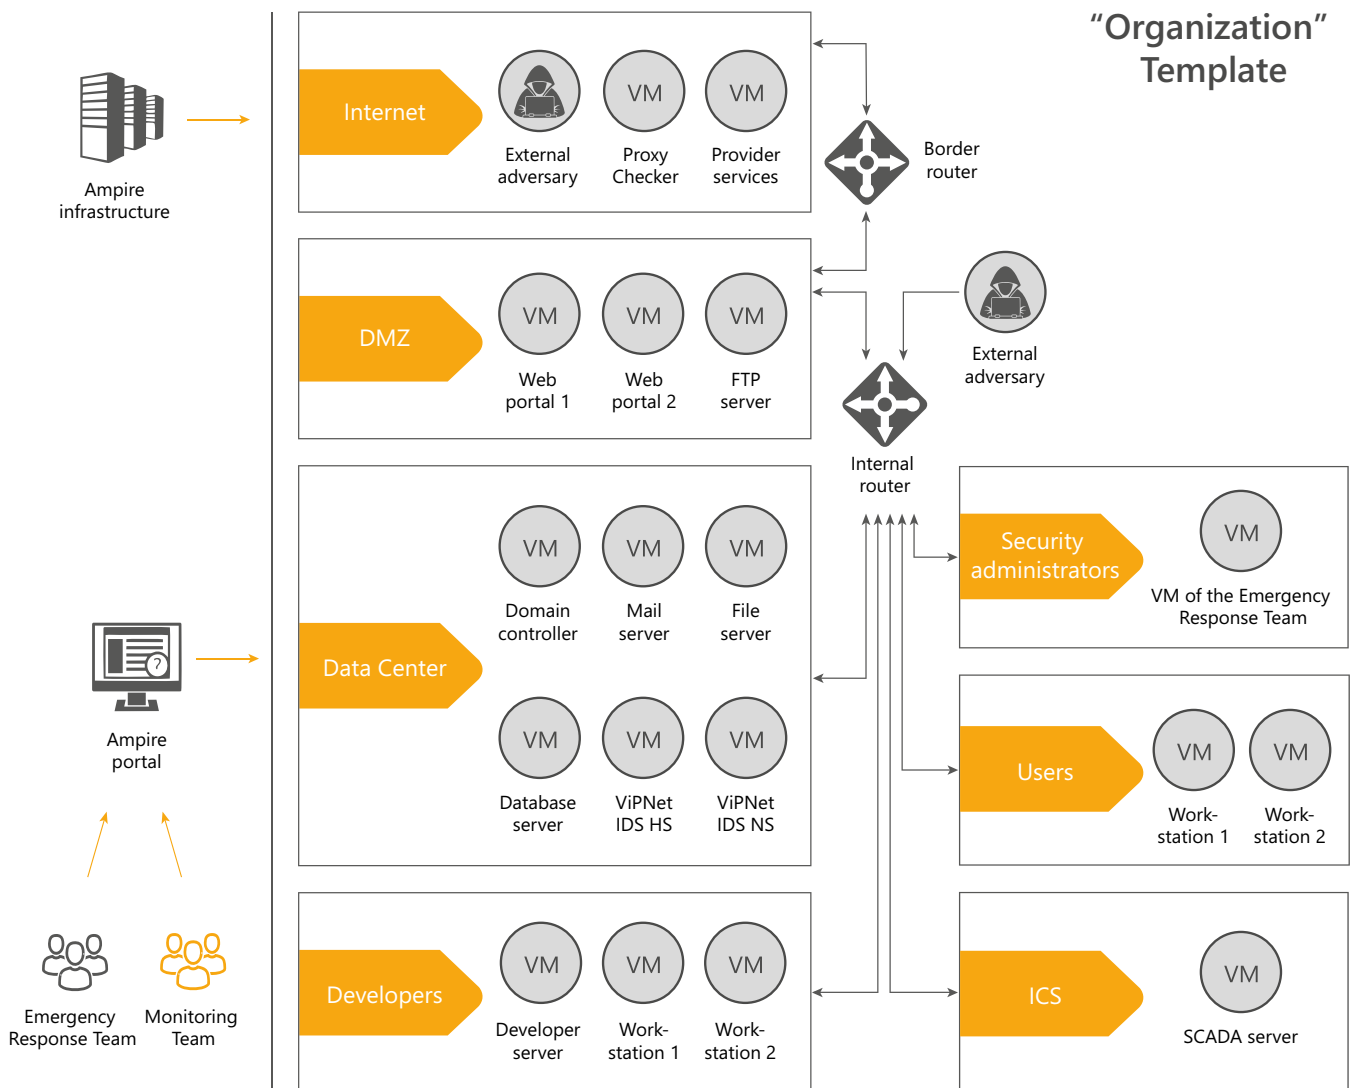 “Organization”
Template
Ampire
infrastructure
Internet
External
adversary
VM
Proxy
Checker
VM
Provider
services
Border
router
DMZ
VM
Web
portal 1
VM
Web
portal 2
VM
FTP
server
External
adversary
Internal
router
Data Center
VM
Domain
controller
VM
Mail
server
VM
File
server
VM
Database
server
VM
ViPNet
IDS HS
VM
ViPNet
IDS NS
Security
administrators
VM
VM of the Emergency
Response Team
?
Ampire
portal
Users
VM
Work-
station 1
VM
Work-
station 2
Emergency
Response Team
Monitoring
Team
Developers
VM
Developer
server
VM
Work-
station 1
VM
Work-
station 2
ICS
VM
SCADA server